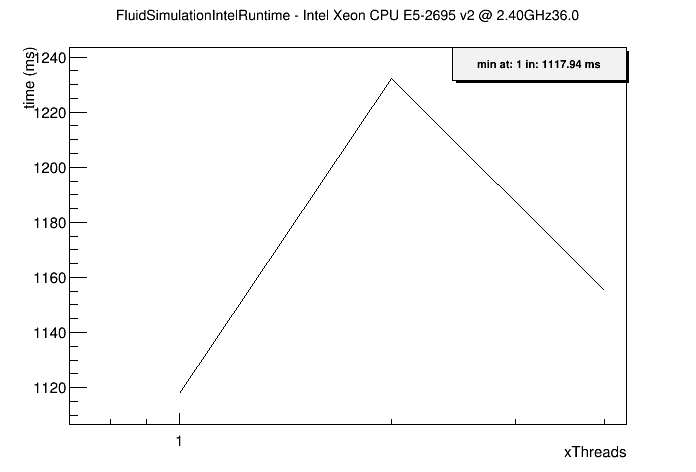 FluidSimulationIntelRuntime - Intel Xeon CPU E5-2695 v2 @ 2.40GHz36.0
min at: 1 in: 1117.94 ms
time (ms)
1240
1220
1200
1180
1160
1140
1120
1
xThreads